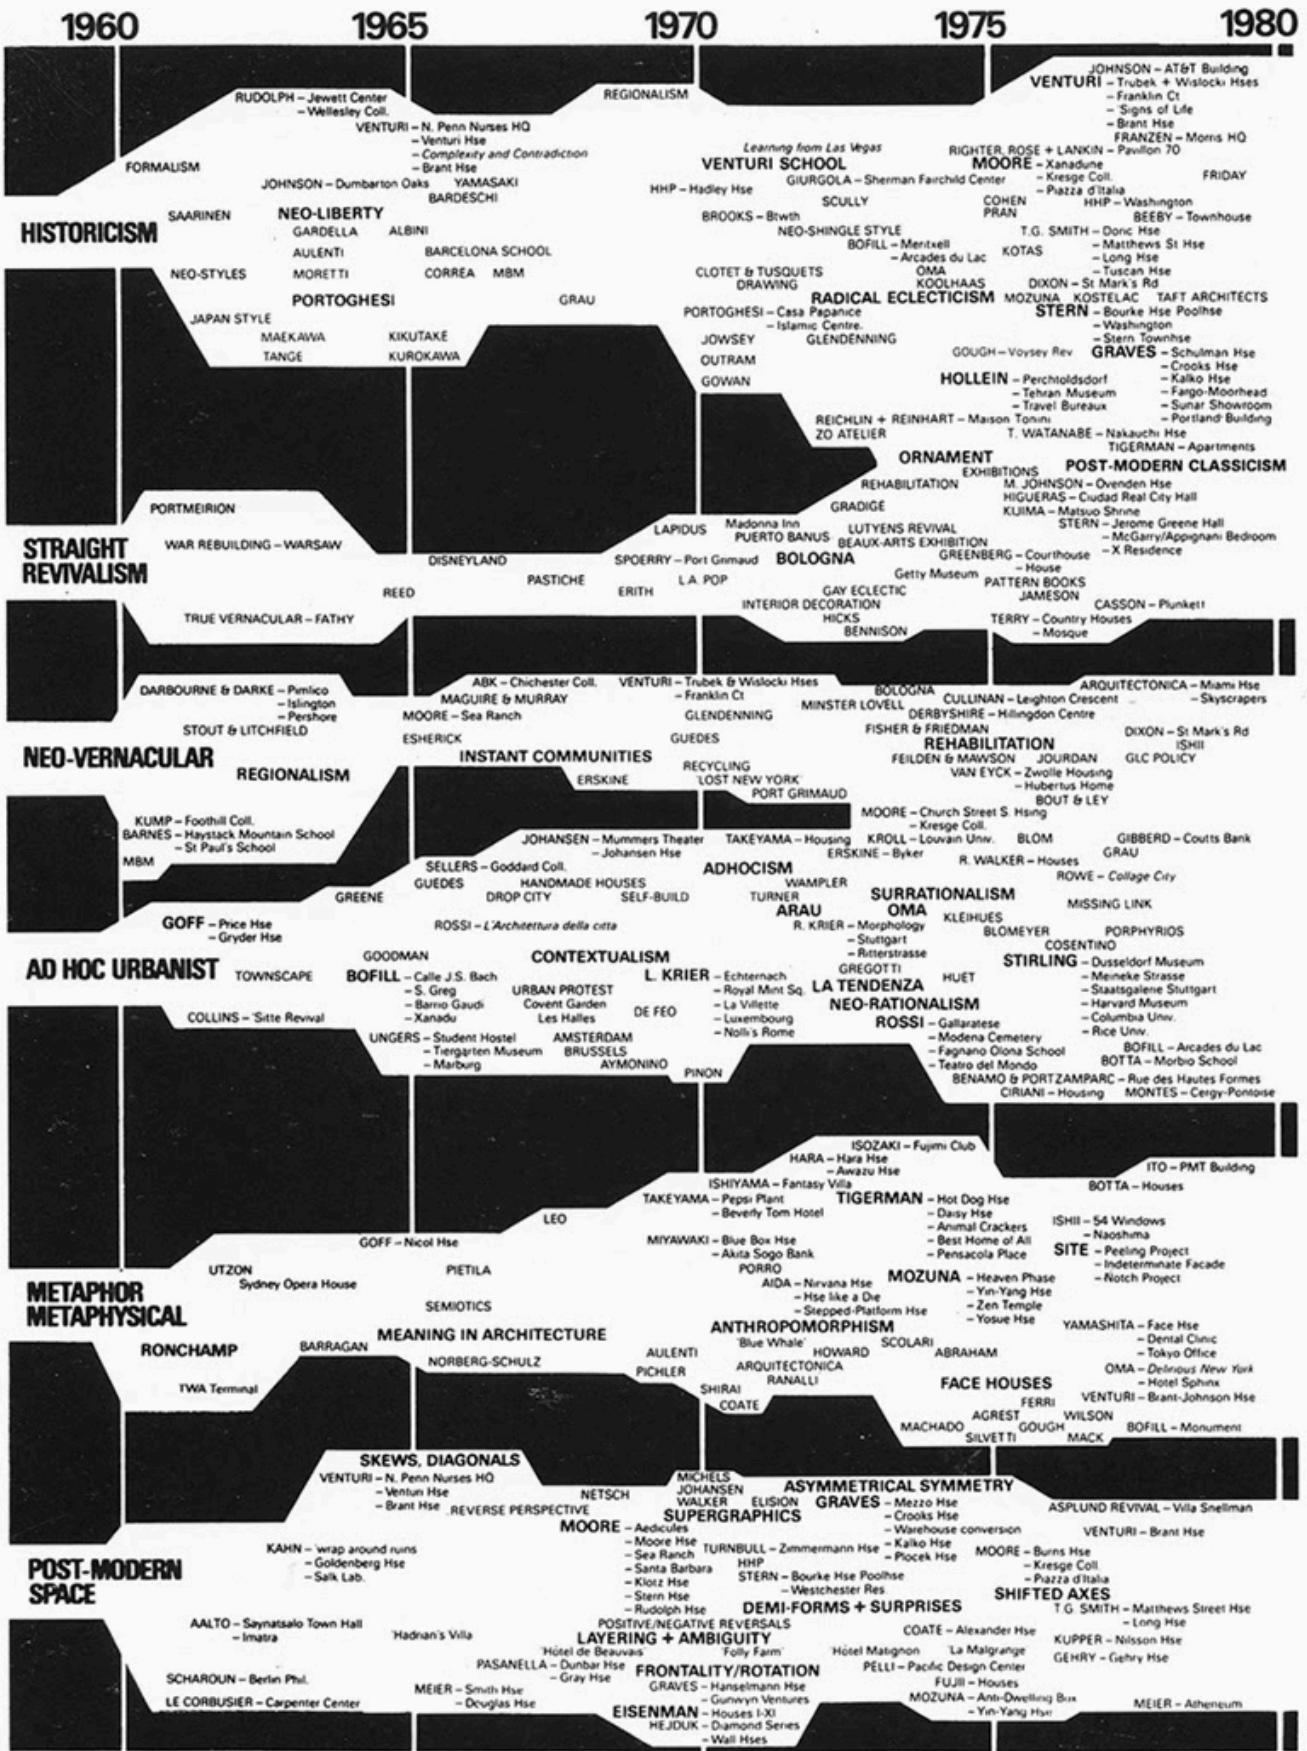 1960 1965 1970 1975 1980
HISTORICISM
RUDOLPH – Jewett Center
– Wellesley Coll.
VENTURI – N. Penn Nurses HQ
– Venturi Hse
– Complexity and Contradiction
– Brant Hse
FORMALISM
JOHNSON – Dumbarton Oaks YAMASAKI
BARDESCHI
SAARINEN
NEO-LIBERTY
GARDELLA ALBINI
AULENTI BARCELONA SCHOOL
NEO-STYLES MORETTI CORREA MBM
PORTOGHESI GRAU
JAPAN STYLE
MAEKAWA KIKUTAKE
TANGE KUROKAWA
REGIONALISM
Learning from Las Vegas
VENTURI SCHOOL
GIURGOLA – Sherman Fairchild Center
HHP – Hadley Hse
SCULLY
BROOKS – Btwth
NEO-SHINGLE STYLE
BOFILL – Meritxell
– Arcades du Lac
CLOTET & TUSQUETS OMA
DRAWING KOOLHAAS
RADICAL ECLECTICISM
PORTOGHESI – Casa Papanice
– Islamic Centre.
JOWSEY GLENDENNING
OUTRAM
GOWAN
JOHNSON – AT&T Building
VENTURI – Trubek + Wislocki Hses
– Franklin Ct
– 'Signs of Life
– Brant Hse
FRANZEN – Morris HQ
RIGHTER, ROSE + LANKIN – Pavilion 70
MOORE – Xanadune
– Kresge Coll.
– Piazza d'Italia
FRIDAY
COHEN HHP – Washington
PRAN BEEBY – Townhouse
T.G. SMITH – Doric Hse
– Matthews St Hse
KOTAS
– Long Hse
– Tuscan Hse
DIXON – St Mark's Rd
MOZUNA KOSTELAC TAFT ARCHITECTS
STERN – Bourke Hse Poolhse
– Washington
– Stern Townhse
GOUGH – Voysey Rev
GRAVES – Schulman Hse
– Crooks Hse
– Kalko Hse
– Fargo-Moorhead
– Sunar Showroom
– Portland Building
HOLLEIN – Perchtoldsdorf
– Tehran Museum
– Travel Bureaux
REICHLIN + REINHART – Maison Tonini
ZO ATELIER T. WATANABE – Nakauchi Hse
TIGERMAN – Apartments
ORNAMENT
EXHIBITIONS
POST-MODERN CLASSICISM
REHABILITATION M. JOHNSON – Ovenden Hse
HIGUERAS – Ciudad Real City Hall
GRADIGE KIJIMA – Matsuo Shrine
STRAIGHT
REVIVALISM
PORTMEIRION
WAR REBUILDING – WARSAW
DISNEYLAND
REED
TRUE VERNACULAR – FATHY
PASTICHE
LAPIDUS Madonna Inn
PUERTO BANUS
SPOERRY – Port Grimaud BOLOGNA
ERITH L.A. POP
LUTYENS REVIVAL
BEAUX-ARTS EXHIBITION
STERN – Jerome Greene Hall
– McGarry/Appignani Bedroom
– X Residence
GREENBERG – Courthouse
– House
Getty Museum PATTERN BOOKS
JAMESON
GAY ECLECTIC
INTERIOR DECORATION
HICKS
BENNISON
CASSON – Plunkett
TERRY – Country Houses
– Mosque
NEO-VERNACULAR
DARBOURNE & DARKE – Pimlico
– Islington
– Pershore
STOUT & LITCHFIELD
REGIONALISM
ABK – Chichester Coll.
MAGUIRE & MURRAY
MOORE – Sea Ranch
ESHERICK
INSTANT COMMUNITIES
ERSKINE
VENTURI – Trubek & Wislocki Hses
– Franklin Ct
GLENDENNING
GUEDES
RECYCLING
'LOST NEW YORK'
PORT GRIMAUD
BOLOGNA
MINSTER LOVELL
CULLINAN – Leighton Crescent
DERBYSHIRE – Hillingdon Centre
FISHER & FRIEDMAN
REHABILITATION
FEILDEN & MAWSON JOURDAN GLC POLICY
VAN EYCK – Zwolle Housing
– Hubertus Home
BOUT & LEY
ARQUITECTONICA – Miami Hse
– Skyscrapers
DIXON – St Mark's Rd
ISHII
KUMP – Foothill Coll.
BARNES – Haystack Mountain School
– St Paul's School
MBM
MOORE – Church Street S. Hsing
– Kresge Coll.
AD HOC URBANIST
JOHANSEN – Mummers Theater
– Johansen Hse
TAKEYAMA – Housing KROLL – Louvain Univ. BLOM GIBBERD – Coutts Bank
ERSKINE – Byker GRAU
R. WALKER – Houses
SELLERS – Goddard Coll. ADHOCISM
ROWE – Collage City
GREENE GUEDES HANDMADE HOUSES WAMPLER
DROP CITY SELF-BUILD TURNER
SURRATIONALISM
ARAU OMA MISSING LINK
GOFF – Price Hse
– Gryder Hse
ROSSI – L'Architettura della citta
R. KRIER – Morphology
– Stuttgart
– Ritterstrasse
KLEIHUES
BLOMEYER PORPHYRIOS
COSENTINO
GOODMAN CONTEXTUALISM
TOWNSCAPE
BOFILL – Calle J.S. Bach
– S. Greg
– Barrio Gaudi
– Xanadu
URBAN PROTEST
Covent Garden
Les Halles
L. KRIER – Echternach
– Royal Mint Sq.
– La Villette
– Luxembourg
– Nolli's Rome
DE FEO
GREGOTTI
LA TENDENZA HUET
NEO-RATIONALISM
STIRLING – Dusseldorf Museum
– Meineke Strasse
– Staatsgalerie Stuttgart
– Harvard Museum
– Columbia Univ.
– Rice Univ.
COLLINS – 'Sitte Revival
UNGERS – Student Hostel
– Tiergarten Museum
– Marburg
AMSTERDAM
BRUSSELS
AYMONINO
PINON
ROSSI – Gallaratese
– Modena Cemetery
– Fagnano Olona School
– Teatro del Mondo
BOFILL – Arcades du Lac
BOTTA – Morbio School
BENAMO & PORTZAMPARC – Rue des Hautes Formes
CIRIANI – Housing MONTES – Cergy-Pontoise
METAPHOR
METAPHYSICAL
ISOZAKI – Fujimi Club
HARA – Hara Hse
– Awazu Hse
ITO – PMT Building
ISHIYAMA – Fantasy Villa BOTTA – Houses
TAKEYAMA – Pepsi Plant
– Beverly Tom Hotel
TIGERMAN – Hot Dog Hse
– Daisy Hse
– Animal Crackers
– Best Home of All
– Pensacola Place
LEO
GOFF – Nicol Hse
MIYAWAKI – Blue Box Hse
– Akita Sogo Bank
ISHII – 54 Windows
– Naoshima
SITE – Peeling Project
– Indeterminate Facade
– Notch Project
UTZON
Sydney Opera House
PIETILA
SEMIOTICS
PORRO
AIDA – Nirvana Hse
– Hse like a Die
– Stepped-Platform Hse
MOZUNA – Heaven Phase
– Yin-Yang Hse
– Zen Temple
– Yosue Hse
MEANING IN ARCHITECTURE
ANTHROPOMORPHISM
RONCHAMP BARRAGAN
NORBERG-SCHULZ
TWA Terminal
'Blue Whale' SCOLARI
AULENTI HOWARD ABRAHAM
PICHLER ARQUITECTONICA
RANALLI
SHIRAI
COATE
YAMASHITA – Face Hse
– Dental Clinic
– Tokyo Office
OMA – Delirious New York
– Hotel Sphinx
FACE HOUSES
VENTURI – Brant-Johnson Hse
FERRI
AGREST WILSON
MACHADO GOUGH BOFILL – Monument
SILVETTI MACK
POST-MODERN
SPACE
SKEWS, DIAGONALS
VENTURI – N. Penn Nurses HQ
– Venturi Hse
– Brant Hse
REVERSE PERSPECTIVE
NETSCH
MICHELS
JOHANSEN
WALKER ELISION
ASYMMETRICAL SYMMETRY
GRAVES – Mezzo Hse
– Crooks Hse
– Warehouse conversion
– Kalko Hse
– Plocek Hse
ASPLUND REVIVAL – Villa Snellman
SUPERGRAPHICS
MOORE – Aedicules
– Moore Hse
– Sea Ranch
– Santa Barbara
– Klotz Hse
– Stern Hse
– Rudolph Hse
TURNBULL – Zimmermann Hse
HHP
STERN – Bourke Hse Poolhse
– Westchester Res.
VENTURI – Brant Hse
MOORE – Burns Hse
– Kresge Coll
– Piazza d'Italia
KAHN – 'wrap around ruins
– Goldenberg Hse
– Salk Lab.
SHIFTED AXES
DEMI-FORMS + SURPRISES
T.G. SMITH – Matthews Street Hse
– Long Hse
AALTO – Saynatsalo Town Hall
– Imatra
'Hadrian's Villa
POSITIVE/NEGATIVE REVERSALS
LAYERING + AMBIGUITY
'Hôtel de Beauvais' 'Folly Farm'
COATE – Alexander Hse
Hôtel Matignon 'La Malgrange
KUPPER – Nilsson Hse
GEHRY – Gehry Hse
PASANELLA – Dunbar Hse
– Gray Hse
PELLI – Pacific Design Center
FUJII – Houses
SCHAROUN – Berlin Phil.
FRONTALITY/ROTATION
MEIER – Smith Hse
– Douglas Hse
GRAVES – Hanselmann Hse
– Gunwyn Ventures
MOZUNA – Anti-Dwelling Box
– Yin-Yang Hse
LE CORBUSIER – Carpenter Center
MEIER – Atheneum
EISENMAN – Houses I-XI
HEJDUK – Diamond Series
– Wall Hses